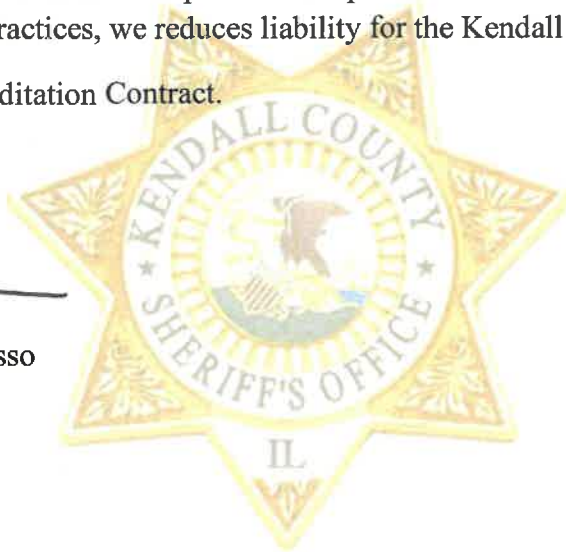 ractices, we reduces liability for the Kendall
ditation Contract.
KENDALL COUNTY
sso
SHERIFF'S OFFICE
IL